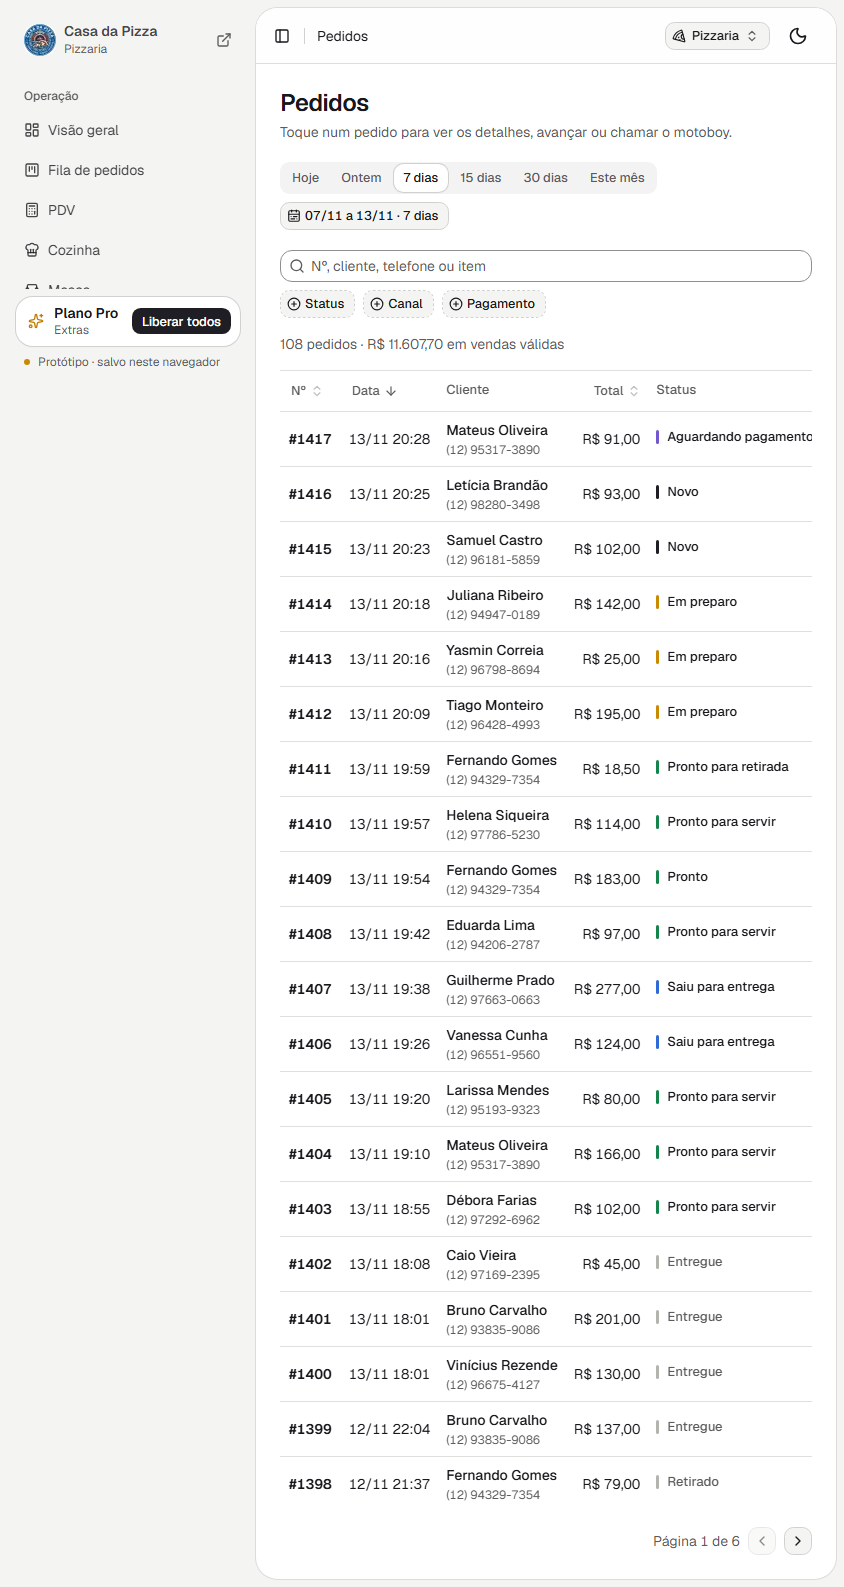 Casa da Pizza
Pizzaria
Operação
Visão geral
Fila de pedidos
PDV
Cozinha
Plano Pro
Extras
Liberar todos
Protótipo · salvo neste navegador
Pedidos
Pizzaria
Pedidos
Toque num pedido para ver os detalhes, avançar ou chamar o motoboy.
Hoje Ontem 7 dias 15 dias 30 dias Este mês
07/11 a 13/11 · 7 dias
Nº, cliente, telefone ou item
Status Canal Pagamento
108 pedidos · R$ 11.607,70 em vendas válidas
Nº Data Cliente Total Status
#1417 13/11 20:28 Mateus Oliveira R$ 91,00 Aguardando pagamento
(12) 95317-3890
#1416 13/11 20:25 Letícia Brandão R$ 93,00 Novo
(12) 98280-3498
#1415 13/11 20:23 Samuel Castro R$ 102,00 Novo
(12) 96181-5859
#1414 13/11 20:18 Juliana Ribeiro R$ 142,00 Em preparo
(12) 94947-0189
#1413 13/11 20:16 Yasmin Correia R$ 25,00 Em preparo
(12) 96798-8694
#1412 13/11 20:09 Tiago Monteiro R$ 195,00 Em preparo
(12) 96428-4993
#1411 13/11 19:59 Fernando Gomes R$ 18,50 Pronto para retirada
(12) 94329-7354
#1410 13/11 19:57 Helena Siqueira R$ 114,00 Pronto para servir
(12) 97786-5230
#1409 13/11 19:54 Fernando Gomes R$ 183,00 Pronto
(12) 94329-7354
#1408 13/11 19:42 Eduarda Lima R$ 97,00 Pronto para servir
(12) 94206-2787
#1407 13/11 19:38 Guilherme Prado R$ 277,00 Saiu para entrega
(12) 97663-0663
#1406 13/11 19:26 Vanessa Cunha R$ 124,00 Saiu para entrega
(12) 96551-9560
#1405 13/11 19:20 Larissa Mendes R$ 80,00 Pronto para servir
(12) 95193-9323
#1404 13/11 19:10 Mateus Oliveira R$ 166,00 Pronto para servir
(12) 95317-3890
#1403 13/11 18:55 Débora Farias R$ 102,00 Pronto para servir
(12) 97292-6962
#1402 13/11 18:08 Caio Vieira R$ 45,00 Entregue
(12) 97169-2395
#1401 13/11 18:01 Bruno Carvalho R$ 201,00 Entregue
(12) 93835-9086
#1400 13/11 18:01 Vinícius Rezende R$ 130,00 Entregue
(12) 96675-4127
#1399 12/11 22:04 Bruno Carvalho R$ 137,00 Entregue
(12) 93835-9086
#1398 12/11 21:37 Fernando Gomes R$ 79,00 Retirado
(12) 94329-7354
Página 1 de 6